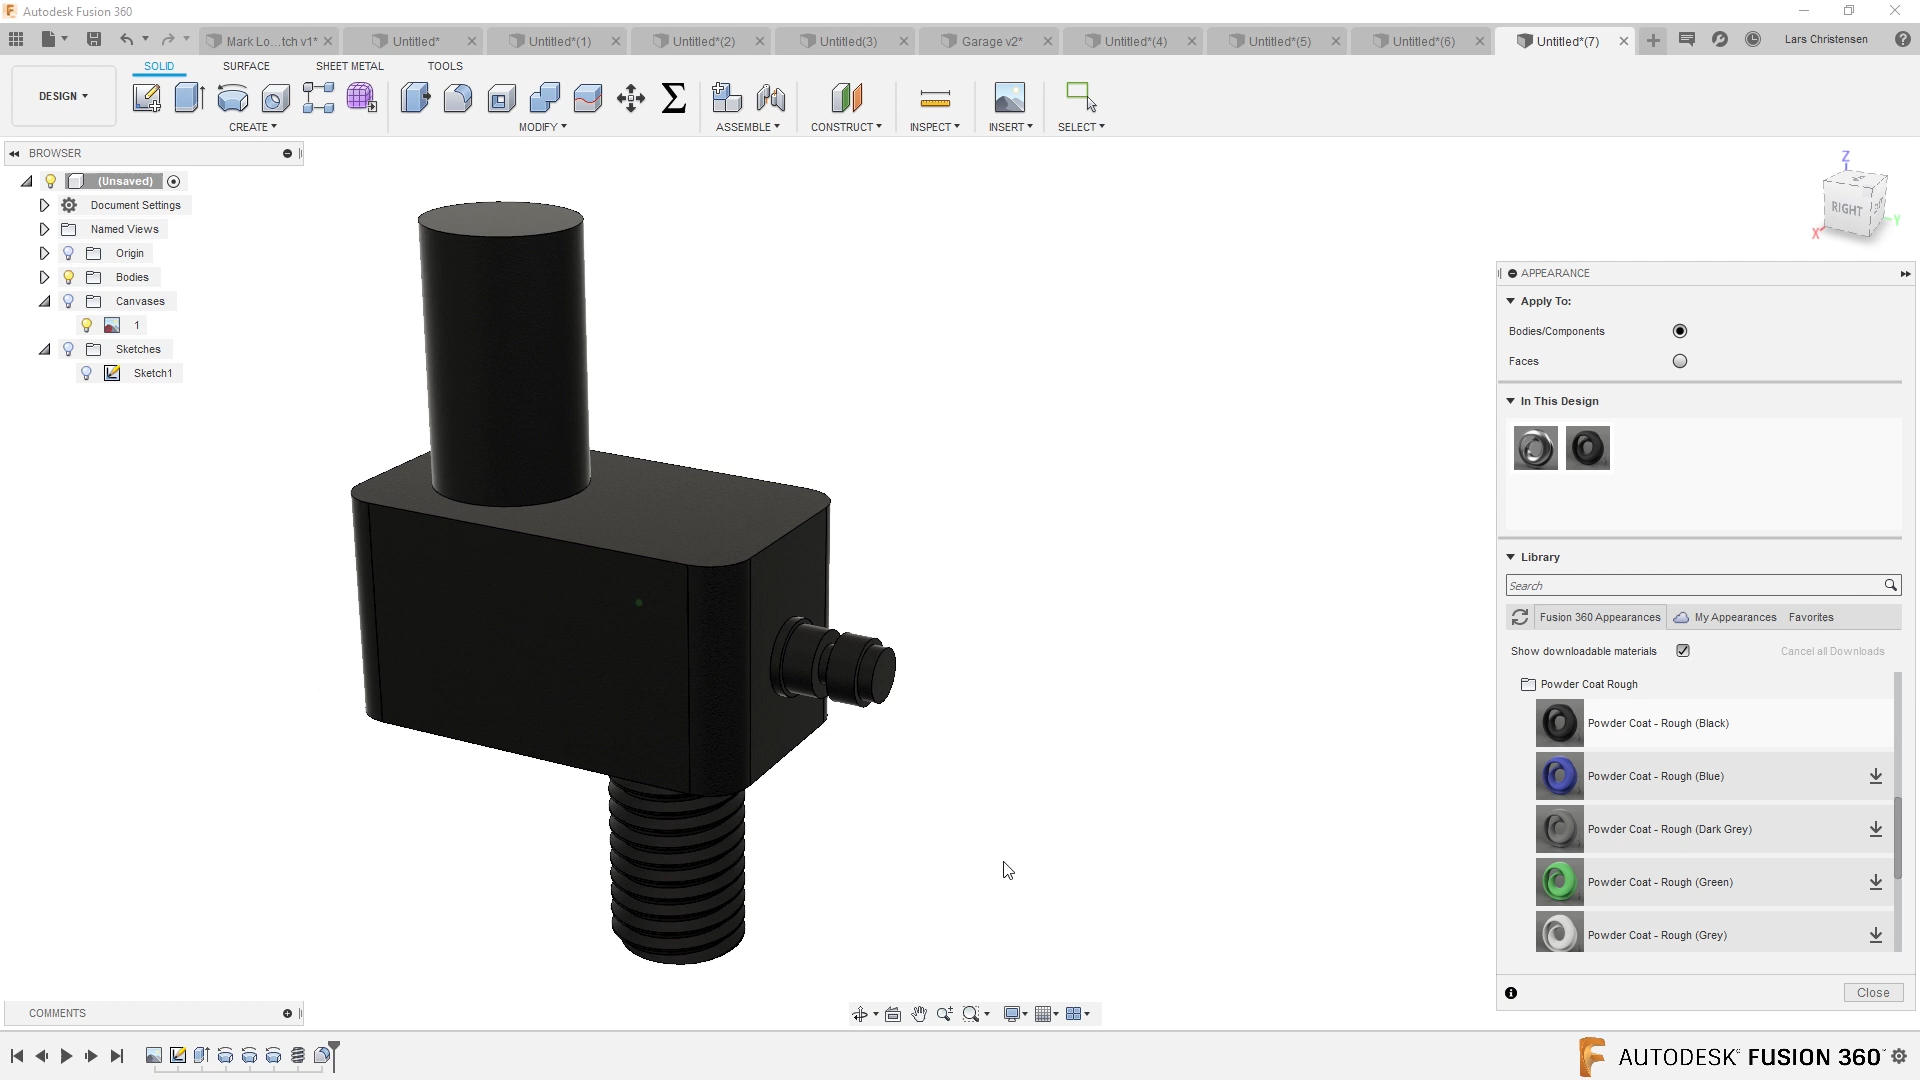 Autodesk Fusion 360
Mark Lo...tch v1*
Untitled*
Untitled*(1)
Untitled*(2)
Untitled(3)
Garage v2*
Untitled*(4)
Untitled*(5)
Untitled*(6)
Untitled*(7)
Lars Christensen
DESIGN
SOLID
SURFACE
SHEET METAL
TOOLS
CREATE
MODIFY
ASSEMBLE
CONSTRUCT
INSPECT
INSERT
SELECT
BROWSER
(Unsaved)
Document Settings
Named Views
Origin
Bodies
Canvases
1
Sketches
Sketch1
Z
RIGHT
X
Y
APPEARANCE
Apply To:
Bodies/Components
Faces
In This Design
Library
Search
Fusion 360 Appearances
My Appearances
Favorites
Show downloadable materials
Cancel all Downloads
Powder Coat Rough
Powder Coat - Rough (Black)
Powder Coat - Rough (Blue)
Powder Coat - Rough (Dark Grey)
Powder Coat - Rough (Green)
Powder Coat - Rough (Grey)
Close
COMMENTS
AUTODESK® FUSION 360™